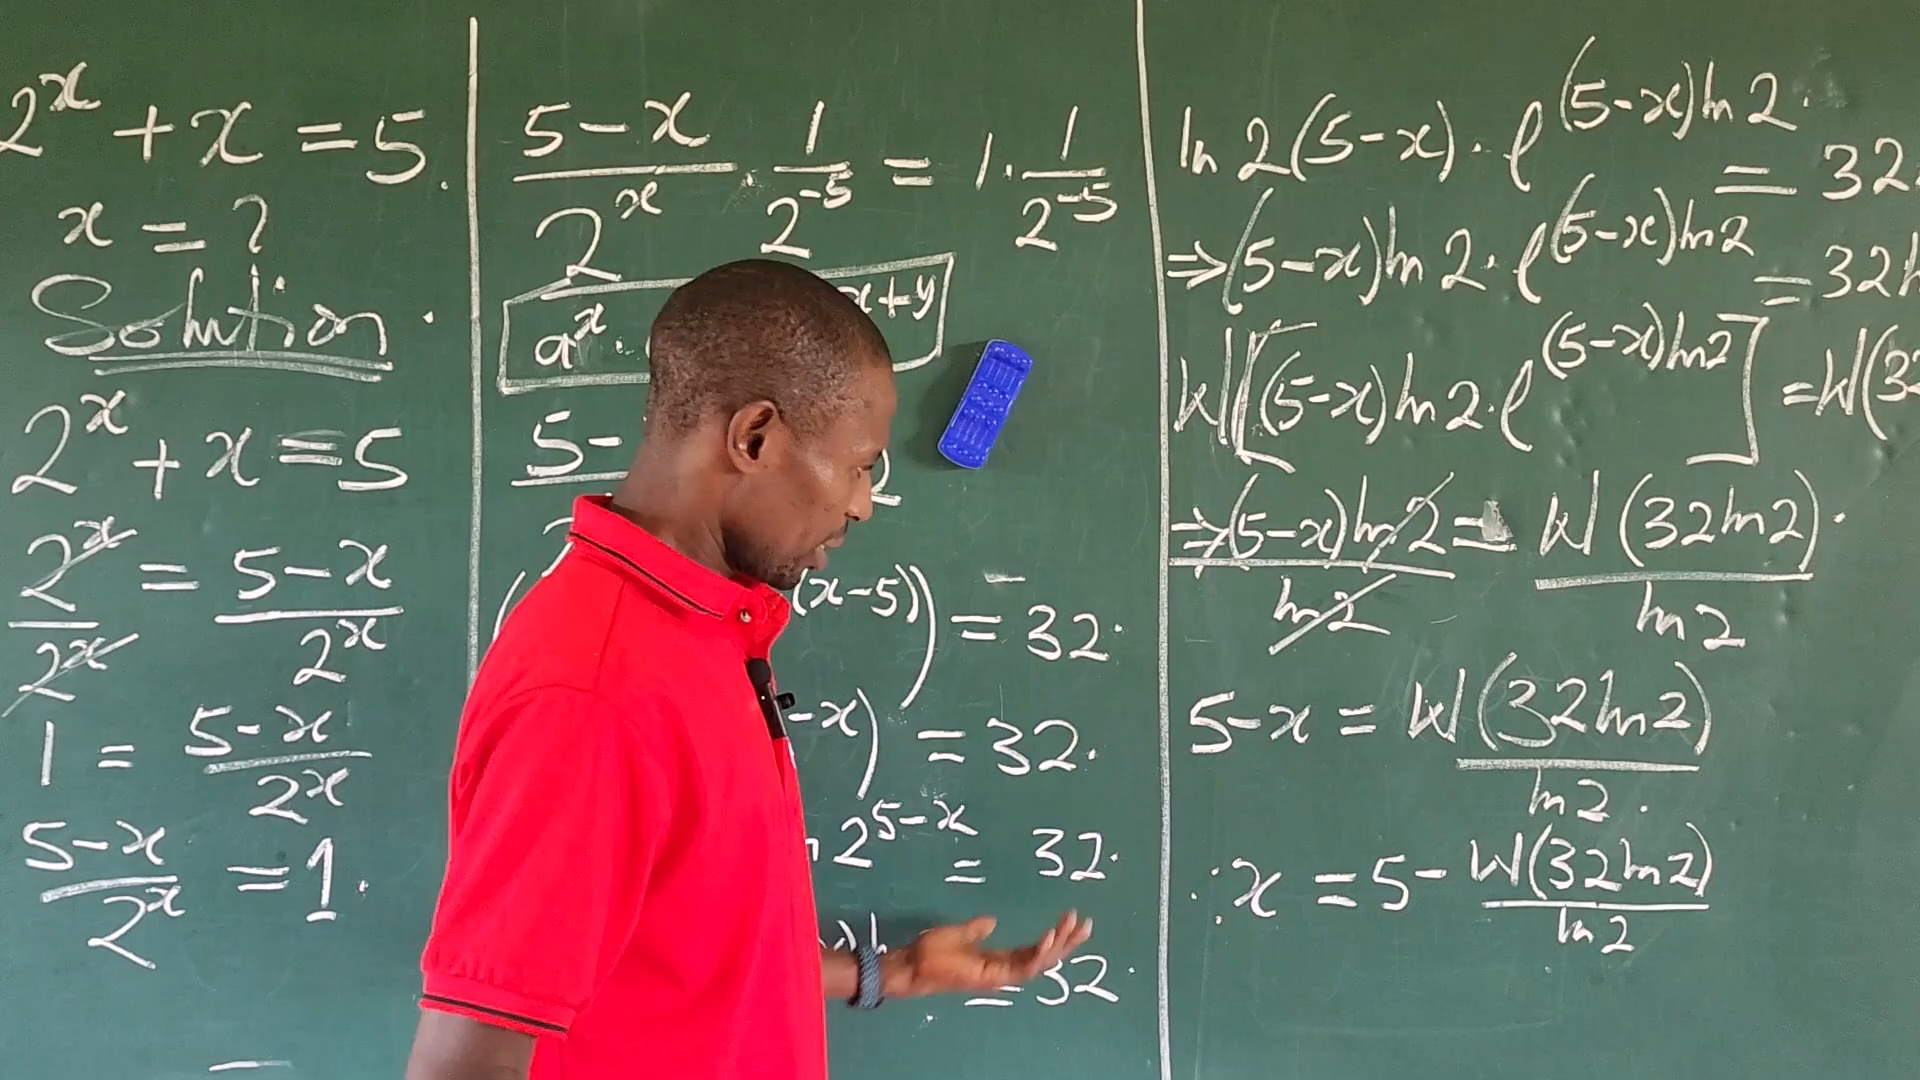 2^x + x = 5.
x = ?
Solution.
2^x + x = 5
2^x/2^x = 5-x/2^x
1 = 5-x/2^x
5-x/2^x = 1.
5-x/2^x · 1/2^-5 = 1 · 1/2^-5
a^x · x+y
5-
(x-5)) = 32.
-x) = 32.
2^5-x = 32.
= 32.
ln 2(5-x) · e^(5-x)ln2 = 32
⇒(5-x)ln2 · e^(5-x)ln2 = 32
W[(5-x)ln2 · e^(5-x)ln2] = W(32
⇒(5-x)ln2/ln2 = W(32ln2)/ln2
5-x = W(32ln2)/ln2.
∴x = 5 - W(32ln2)/ln2